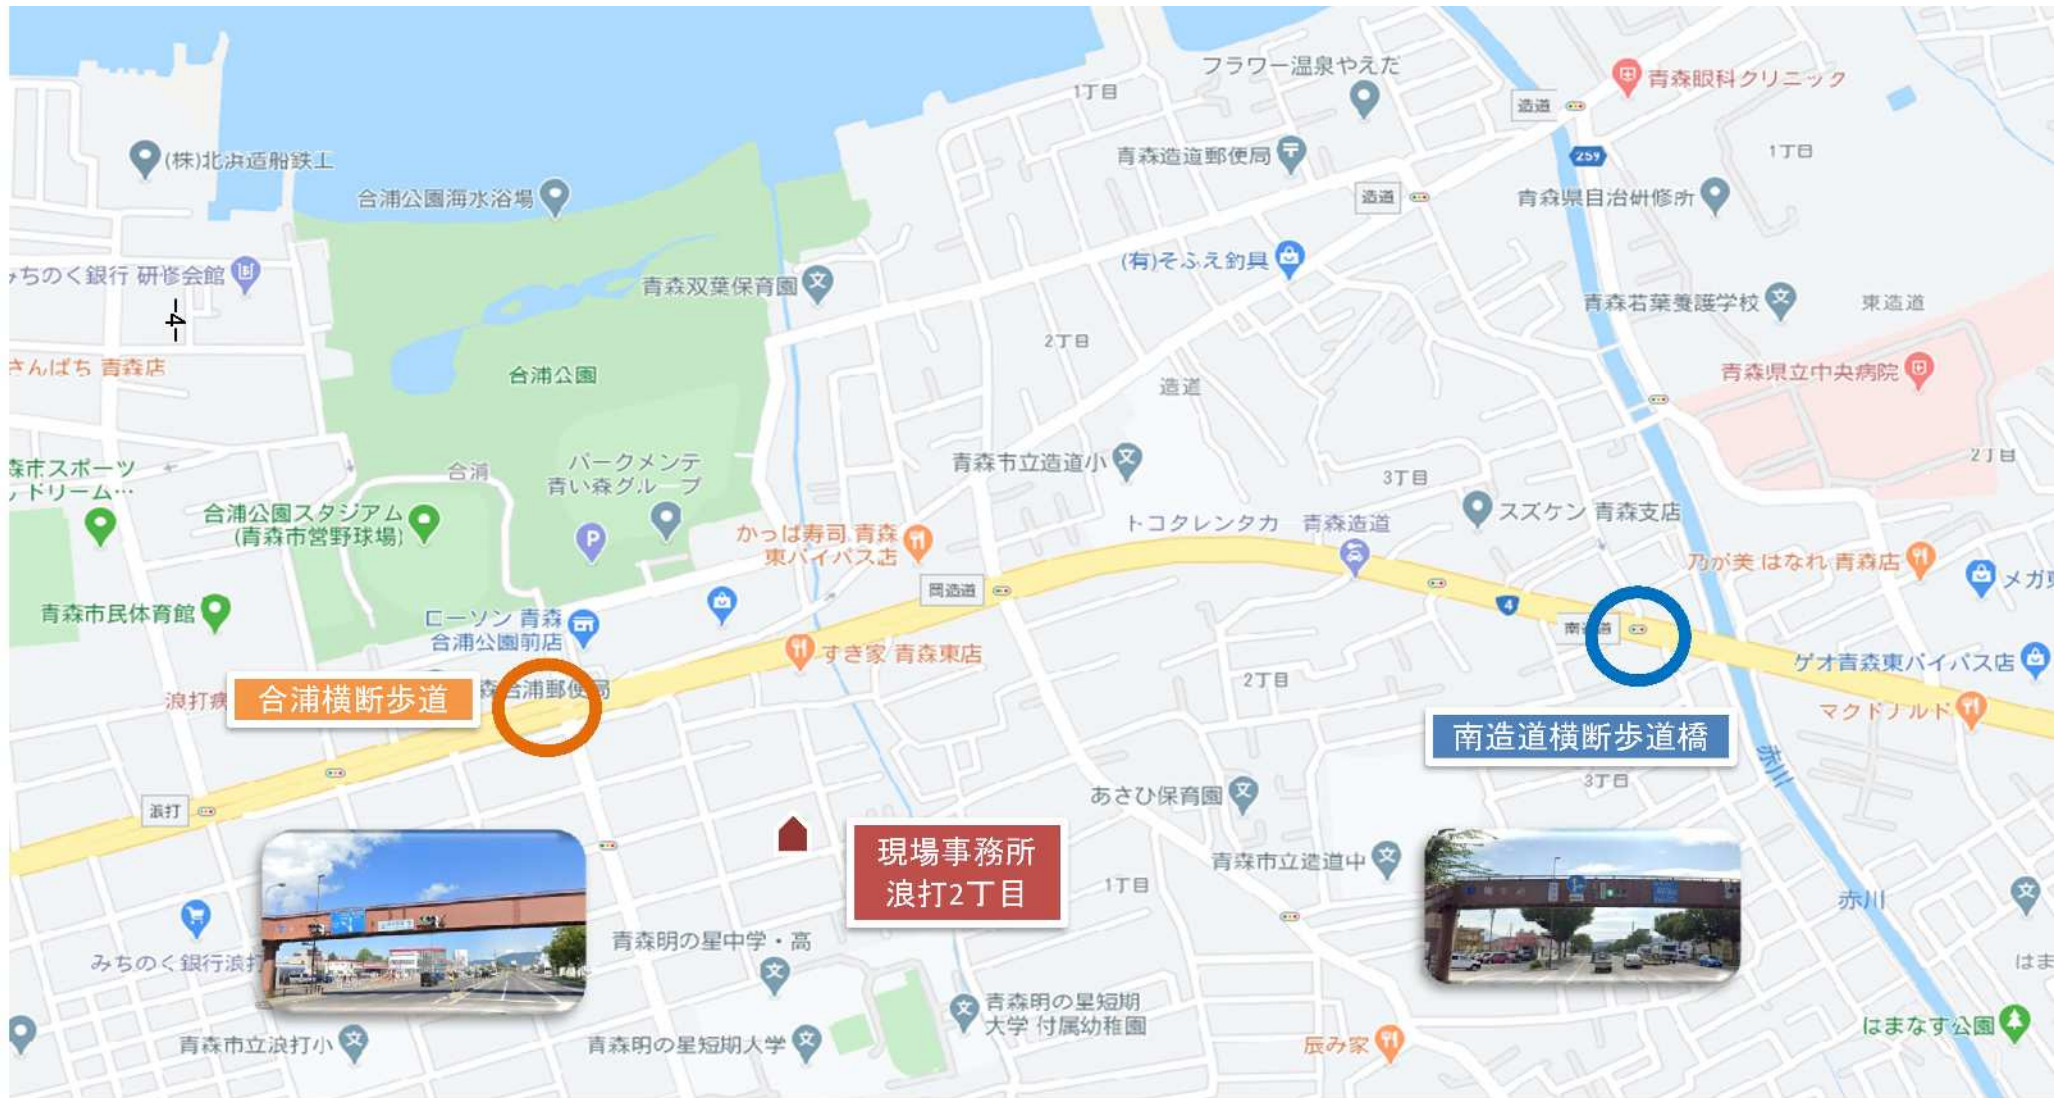 フラワー温泉やえだ
青森眼科クリニック
1丁目
造道
(株)北浜造船鉄工
青森造道郵便局
259
1丁目
合浦公園海水浴場
造道
青森県自治研修所
みちのく銀行 研修会館
(有)そふえ釣具
青森双葉保育園
青森若葉養護学校
東造道
-4-
さんぱち 青森店
合浦公園
2丁目
造道
青森県立中央病院
森市スポーツ
ドリーム…
合浦
パークメンテ
青い森グループ
青森市立造道小
3丁目
2丁目
合浦公園スタジアム
(青森市営野球場)
P
かっぱ寿司 青森
東バイパス店
トヨタレンタカー 青森造道
スズケン 青森支店
乃が美 はなれ 青森店
メガ
青森市民体育館
ローソン 青森
合浦公園前店
岡造道
4
南造道
すき家 青森東店
ゲオ青森東バイパス店
浪打病
合浦横断歩道
森合浦郵便局
2丁目
マクドナルド
南造道横断歩道橋
赤川
浪打
あさひ保育園
3丁目
現場事務所
浪打2丁目
青森市立造道中
1丁目
赤川
みちのく銀行浪打
青森明の星中学・高
はま
青森明の星短期
大学 付属幼稚園
青森市立浪打小
青森明の星短期大学
辰み家
はまなす公園